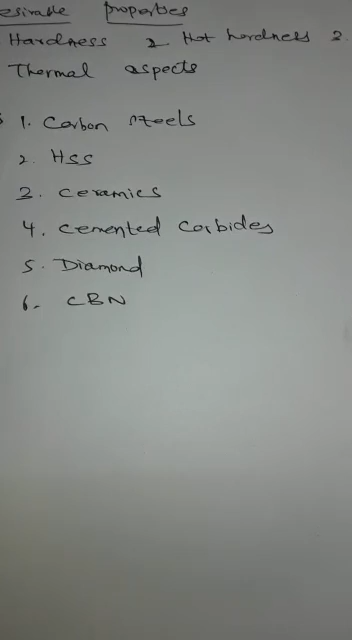 esirable properties
Hardness 2 Hot hardness 3.
Thermal aspects
1. Carbon steels
2. HSS
3. Ceramics
4. Cemented Carbides
5. Diamond
6. CBN